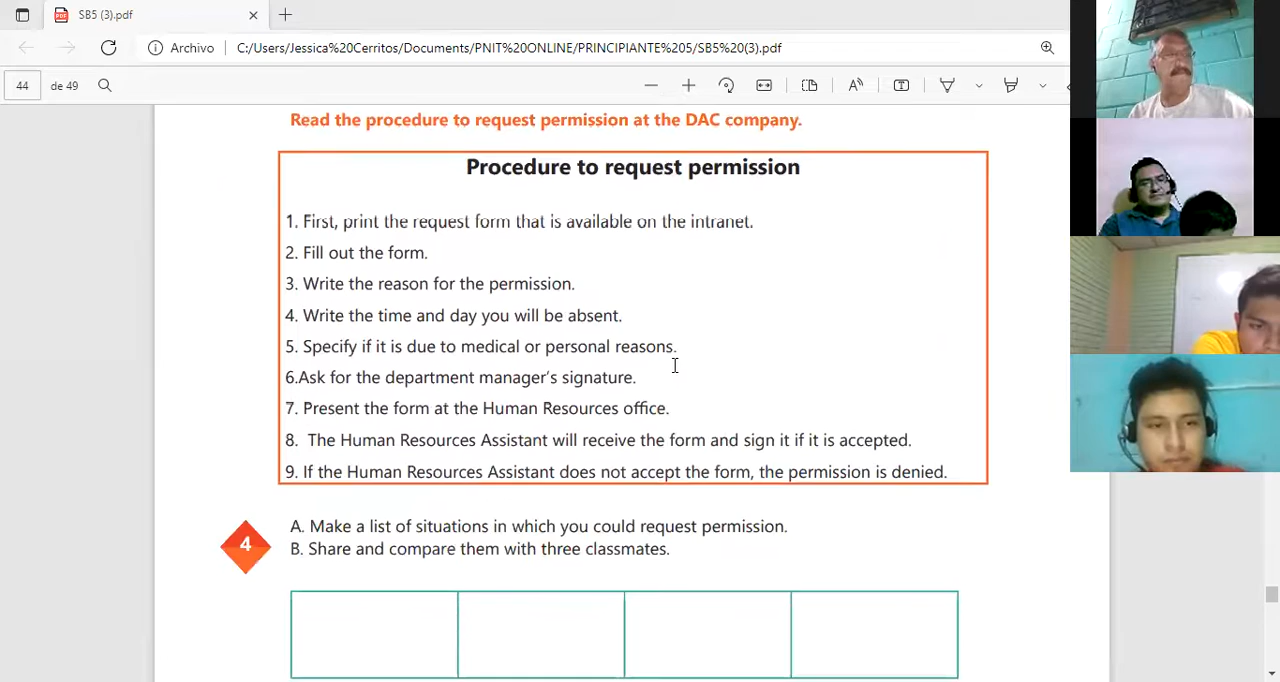 SB5 (3).pdf
Archivo
C:/Users/Jessica%20Cerritos/Documents/PNIT%20ONLINE/PRINCIPIANTE%205/SB5%20(3).pdf
44 de 49
Read the procedure to request permission at the DAC company.
Procedure to request permission
1. First, print the request form that is available on the intranet.
2. Fill out the form.
3. Write the reason for the permission.
4. Write the time and day you will be absent.
5. Specify if it is due to medical or personal reasons.
6.Ask for the department manager's signature.
7. Present the form at the Human Resources office.
8. The Human Resources Assistant will receive the form and sign it if it is accepted.
9. If the Human Resources Assistant does not accept the form, the permission is denied.
4
A. Make a list of situations in which you could request permission.
B. Share and compare them with three classmates.